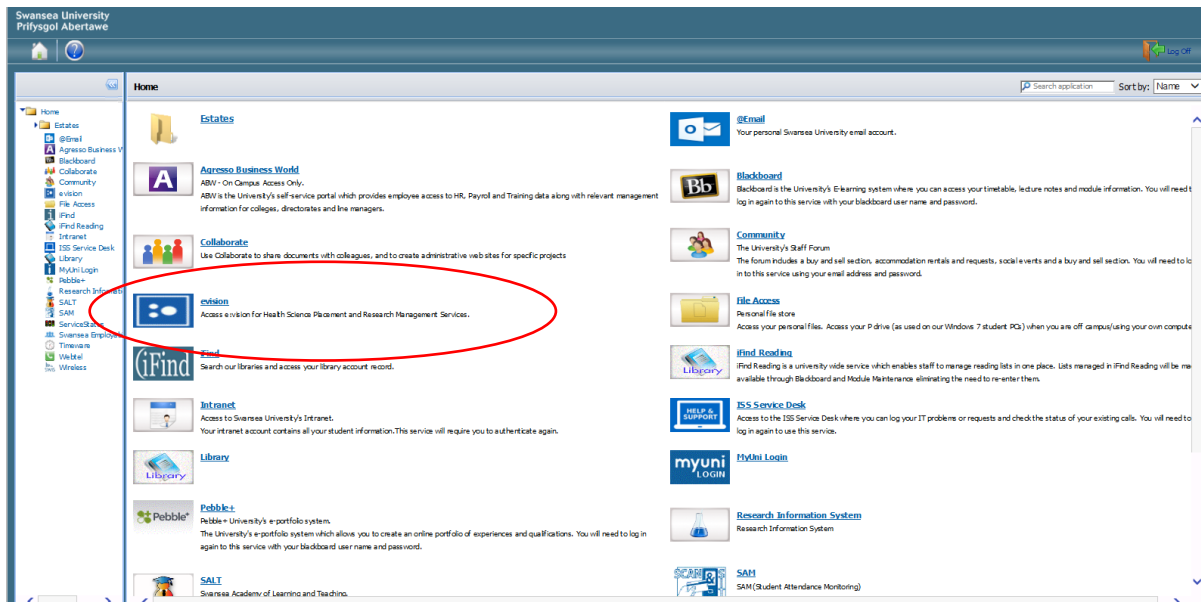 Swansea University
Prifysgol Abertawe
Log Off
Home
Search application
Sort by: Name
Home
Estates
@Email
Agresso Business W
Blackboard
Collaborate
Community
evision
File Access
iFind
iFind Reading
Intranet
ISS Service Desk
Library
MyUni Login
Pebble+
Research Informati
SALT
SAM
ServiceStatus
Swansea Employa
Timeware
Webtel
Wireless
Estates
A
Agresso Business World
ABW - On Campus Access Only.
ABW is the University's self-service portal which provides employee access to HR, Payroll and Training data along with relevant management
information for colleges, directorates and line managers.
Collaborate
Use Collaborate to share documents with colleagues, and to create administrative web sites for specific projects
evision
Access e:vision for Health Science Placement and Research Management Services.
(iFind
iFind
Search our libraries and access your library account record.
Intranet
Access to Swansea University's Intranet.
Your intranet account contains all your student information.This service will require you to authenticate again.
Library
Library
Pebble+
Pebble+
Pebble+ University's e-portfolio system.
The University's e-portfolio system which allows you to create an online portfolio of experiences and qualifications. You will need to log in
again to this service with your blackboard user name and password.
SALT
Swansea Academy of Learning and Teaching.
@Email
Your personal Swansea University email account.
Bb
Blackboard
Blackboard is the University's E-learning system where you can access your timetable, lecture notes and module information. You will need t
log in again to this service with your blackboard user name and password.
Community
The University's Staff Forum
The forum includes a buy and sell section, accommodation rentals and requests, social events and a buy and sell section. You will need to lo
in to this service using your email address and password.
File Access
Personal file store
Access your personal files. Access your P drive (as used on our Windows 7 student PCs) when you are off campus/using your own compute
Library
iFind Reading
iFind Reading is a university wide service which enables staff to manage reading lists in one place. Lists managed in iFind Reading will be ma
available through Blackboard and Module Maintenance eliminating the need to re-enter them.
HELP &
SUPPORT
ISS Service Desk
Access to the ISS Service Desk where you can log your IT problems or requests and check the status of your existing calls. You will need to
log in again to use this service.
myuni
LOGIN
MyUni Login
Research Information System
Research Information System
SCAN&S
SAM
SAM(Student Attendance Monitoring)